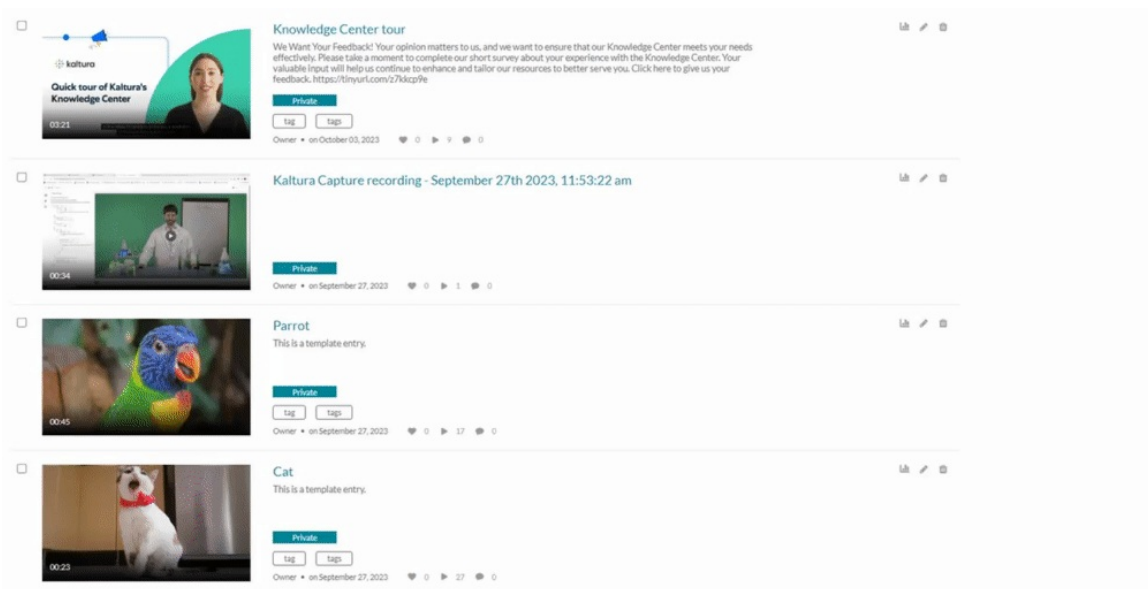 Knowledge Center tour
We Want Your Feedback! Your opinion matters to us, and we want to ensure that our Knowledge Center meets your needs
effectively. Please take a moment to complete our short survey about your experience with the Knowledge Center. Your
valuable input will help us continue to enhance and tailor our resources to better serve you. Click here to give us your
feedback. https://tinyurl.com/z7kkcp9e
kaltura
Quick tour of Kaltura's
Knowledge Center
03:21
Private
tag tags
Owner • on October 03, 2023 0 9 0
Kaltura Capture recording - September 27th 2023, 11:53:22 am
00:34
Private
Owner • on September 27, 2023 0 1 0
Parrot
This is a template entry.
00:45
Private
tag tags
Owner • on September 27, 2023 0 17 0
Cat
This is a template entry.
00:23
Private
tag tags
Owner • on September 27, 2023 0 27 0